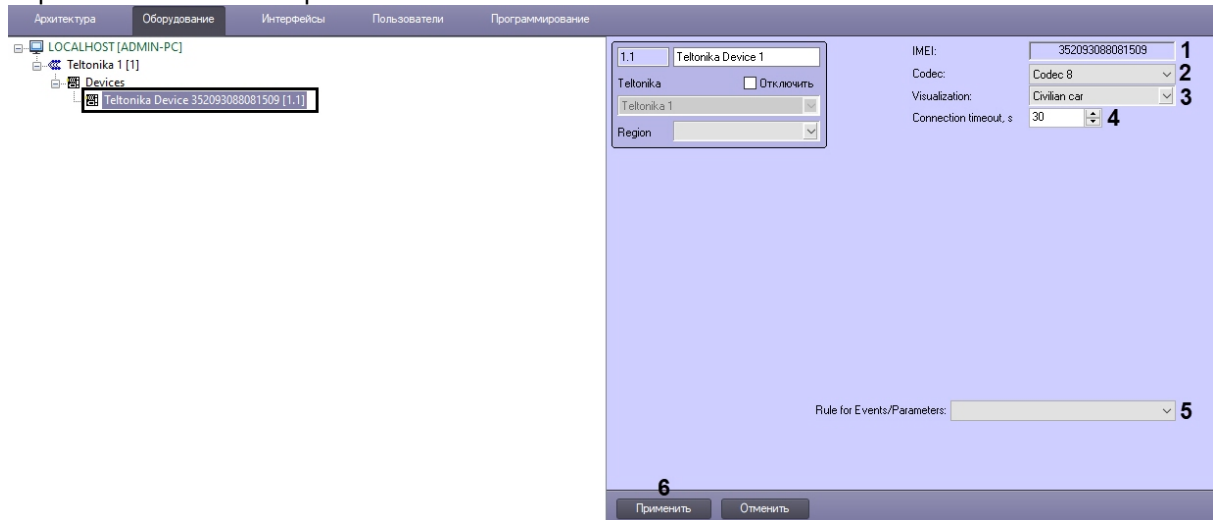 Архитектура Оборудование Интерфейсы Пользователи Программирование
LOCALHOST [ADMIN-PC]
Teltonika 1 [1]
Devices
Teltonika Device 352093088081509 [1.1]
1.1 Teltonika Device 1
Teltonika Отключить
Teltonika 1
Region
IMEI: 352093088081509 1
Codec: Codec 8 2
Visualization: Civilian car 3
Connection timeout, s 30 4
Rule for Events/Parameters: 5
6
Применить Отменить